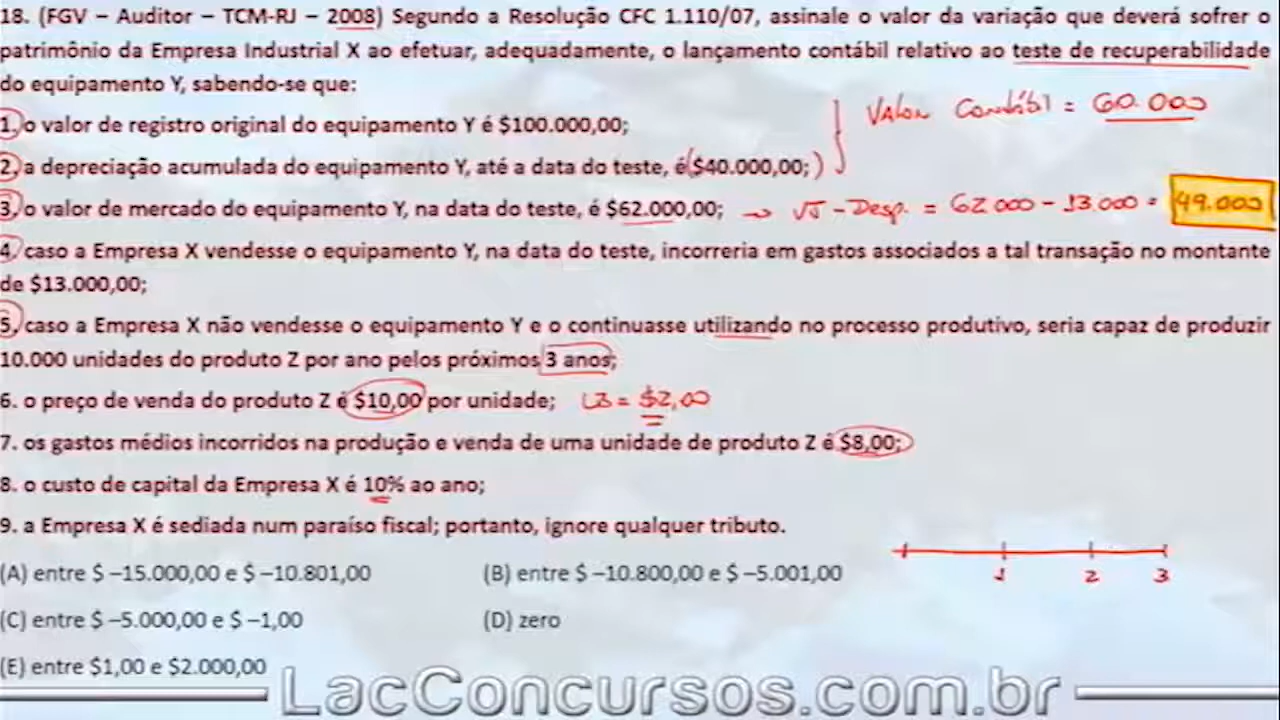 18. (FGV – Auditor – TCM-RJ – 2008) Segundo a Resolução CFC 1.110/07, assinale o valor da variação que deverá sofrer o
patrimônio da Empresa Industrial X ao efetuar, adequadamente, o lançamento contábil relativo ao teste de recuperabilidade
do equipamento Y, sabendo-se que:
1. o valor de registro original do equipamento Y é $100.000,00;
Valor Contábil = 60.000
2. a depreciação acumulada do equipamento Y, até a data do teste, é ($40.000,00;)
3. o valor de mercado do equipamento Y, na data do teste, é $62.000,00; → VJ - Desp. = 62.000 - 13.000 = 49.000
4. caso a Empresa X vendesse o equipamento Y, na data do teste, incorreria em gastos associados a tal transação no montante
de $13.000,00;
5. caso a Empresa X não vendesse o equipamento Y e o continuasse utilizando no processo produtivo, seria capaz de produzir
10.000 unidades do produto Z por ano pelos próximos 3 anos;
6. o preço de venda do produto Z é $10,00 por unidade; LB = $2,00
7. os gastos médios incorridos na produção e venda de uma unidade de produto Z é $8,00;
8. o custo de capital da Empresa X é 10% ao ano;
9. a Empresa X é sediada num paraíso fiscal; portanto, ignore qualquer tributo.
1 2 3
(A) entre $ –15.000,00 e $ –10.801,00 (B) entre $ –10.800,00 e $ –5.001,00
(C) entre $ –5.000,00 e $ –1,00 (D) zero
(E) entre $1,00 e $2.000,00
LacConcursos.com.br